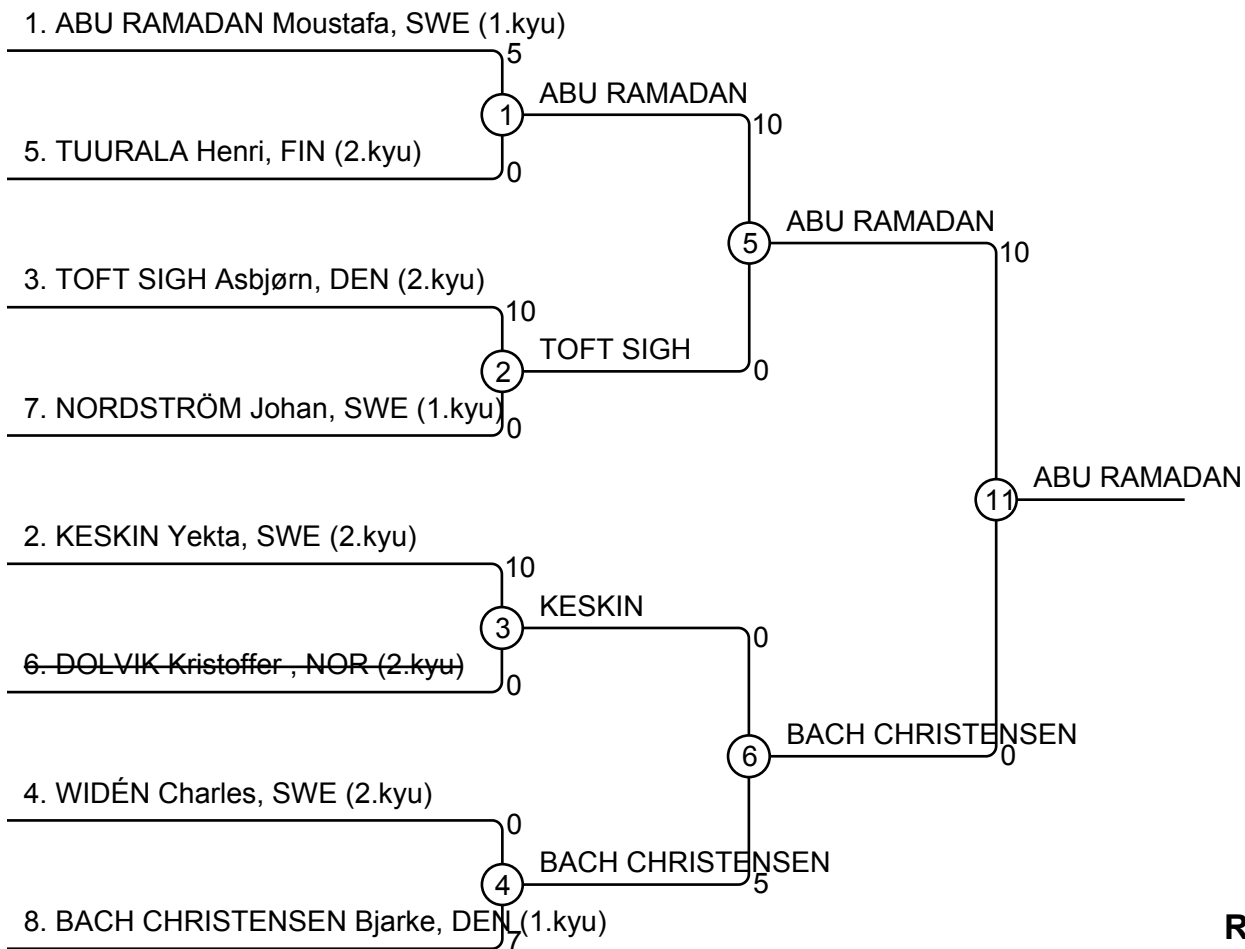 1. ABU RAMADAN Moustafa, SWE (1.kyu)
5
1
ABU RAMADAN
10
5. TUURALA Henri, FIN (2.kyu)
0
5
ABU RAMADAN
10
3. TOFT SIGH Asbjørn, DEN (2.kyu)
10
2
TOFT SIGH
0
7. NORDSTRÖM Johan, SWE (1.kyu)
0
11
ABU RAMADAN
2. KESKIN Yekta, SWE (2.kyu)
10
3
KESKIN
0
6. DOLVIK Kristoffer , NOR (2.kyu)
0
6
BACH CHRISTENSEN
0
4. WIDÉN Charles, SWE (2.kyu)
0
4
BACH CHRISTENSEN
5
8. BACH CHRISTENSEN Bjarke, DEN (1.kyu)
7
R